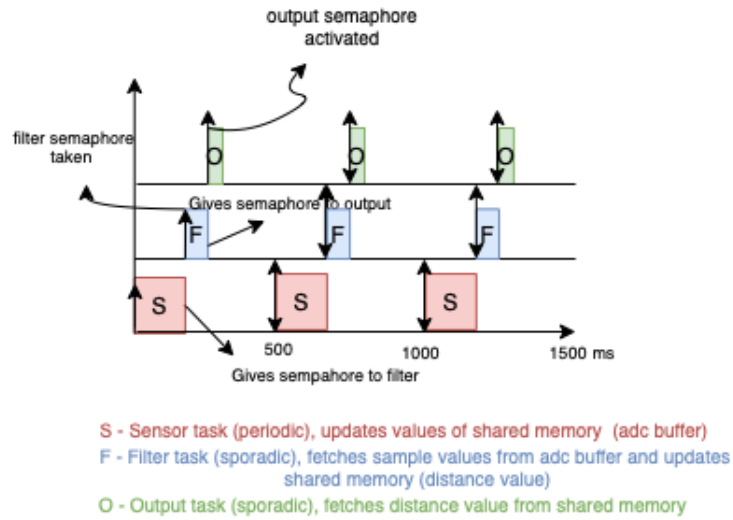 output semaphore
activated
filter semaphore
taken
O
O
O
Gives semaphore to output
F
F
F
S
S
S
500
1000
1500 ms
Gives sempahore to filter
S - Sensor task (periodic), updates values of shared memory (adc buffer)
F - Filter task (sporadic), fetches sample values from adc buffer and updates
shared memory (distance value)
O - Output task (sporadic), fetches distance value from shared memory